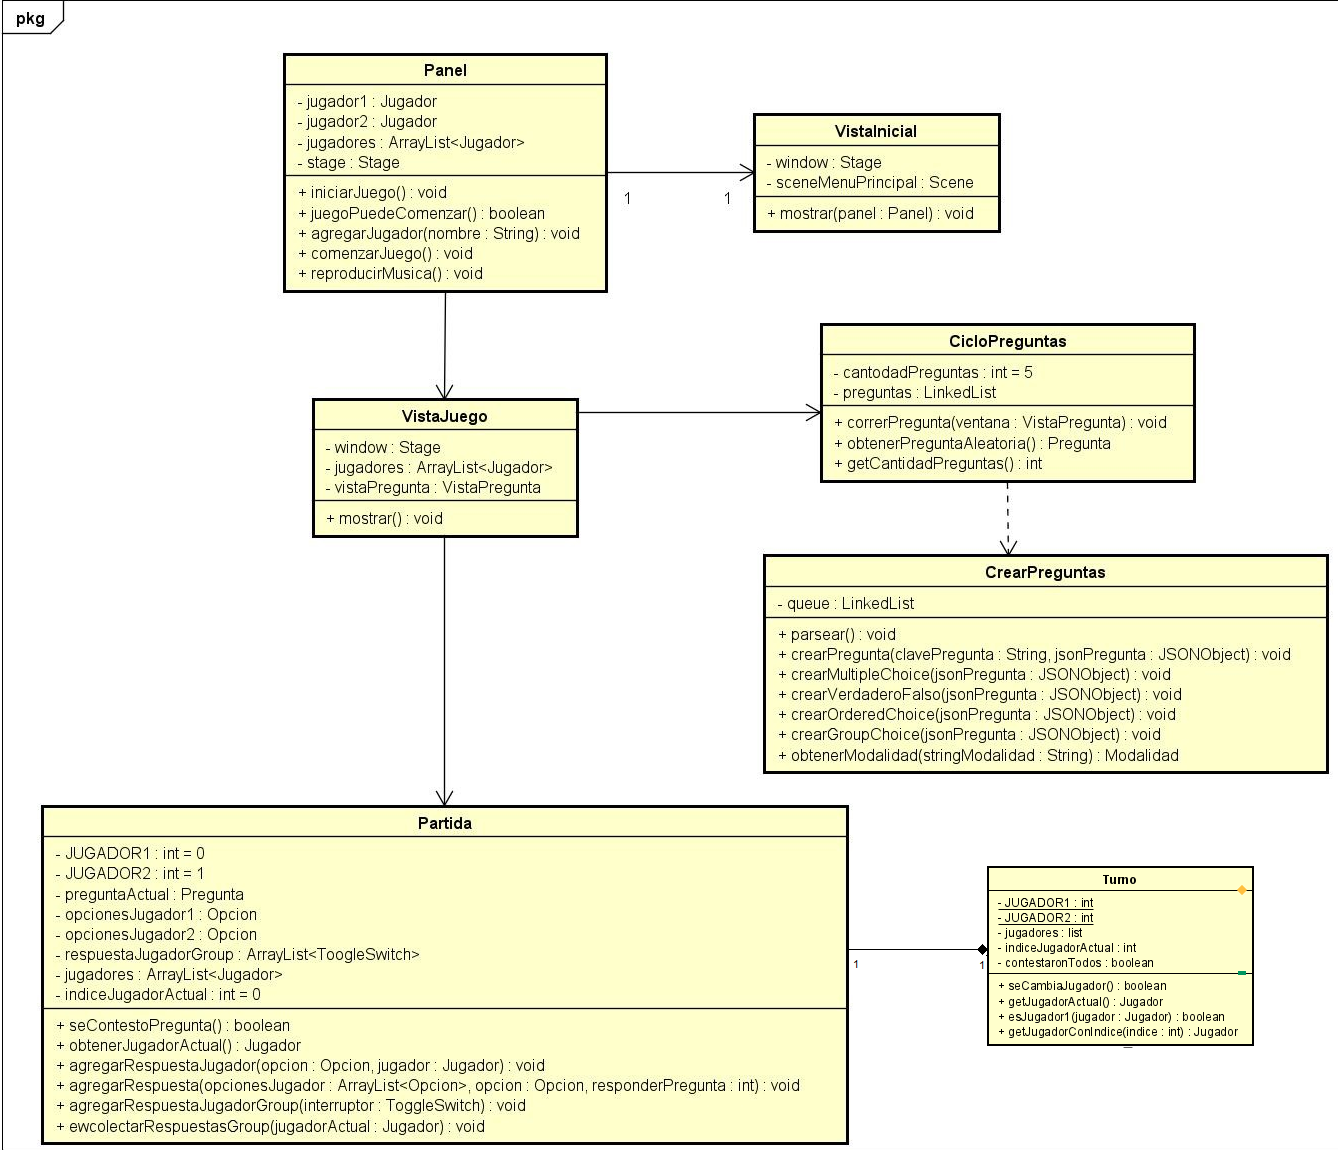 pkg
Panel
- jugador1 : Jugador
- jugador2 : Jugador
- jugadores : ArrayList<Jugador>
- stage : Stage
+ iniciarJuego() : void
+ juegoPuedeComenzar() : boolean
+ agregarJugador(nombre : String) : void
+ comenzarJuego() : void
+ reproducirMusica() : void
1
1
VistaInicial
- window : Stage
- sceneMenuPrincipal : Scene
+ mostrar(panel : Panel) : void
VistaJuego
- window : Stage
- jugadores : ArrayList<Jugador>
- vistaPregunta : VistaPregunta
+ mostrar() : void
CicloPreguntas
- cantodadPreguntas : int = 5
- preguntas : LinkedList
+ correrPregunta(ventana : VistaPregunta) : void
+ obtenerPreguntaAleatoria() : Pregunta
+ getCantidadPreguntas() : int
CrearPreguntas
- queue : LinkedList
+ parsear() : void
+ crearPregunta(clavePregunta : String, jsonPregunta : JSONObject) : void
+ crearMultipleChoice(jsonPregunta : JSONObject) : void
+ crearVerdaderoFalso(jsonPregunta : JSONObject) : void
+ crearOrderedChoice(jsonPregunta : JSONObject) : void
+ crearGroupChoice(jsonPregunta : JSONObject) : void
+ obtenerModalidad(stringModalidad : String) : Modalidad
Partida
- JUGADOR1 : int = 0
- JUGADOR2 : int = 1
- preguntaActual : Pregunta
- opcionesJugador1 : Opcion
- opcionesJugador2 : Opcion
- respuestaJugadorGroup : ArrayList<ToogleSwitch>
- jugadores : ArrayList<Jugador>
- indiceJugadorActual : int = 0
+ seContestoPregunta() : boolean
+ obtenerJugadorActual() : Jugador
+ agregarRespuestaJugador(opcion : Opcion, jugador : Jugador) : void
+ agregarRespuesta(opcionesJugador : ArrayList<Opcion>, opcion : Opcion, responderPregunta : int) : void
+ agregarRespuestaJugadorGroup(interruptor : ToggleSwitch) : void
+ ewcolectarRespuestasGroup(jugadorActual : Jugador) : void
1
1
Turno
- JUGADOR1 : int
- JUGADOR2 : int
- jugadores : list
- indiceJugadorActual : int
- contestaronTodos : boolean
+ seCambiaJugador() : boolean
+ getJugadorActual() : Jugador
+ esJugador1(jugador : Jugador) : boolean
+ getJugadorConIndice(indice : int) : Jugador